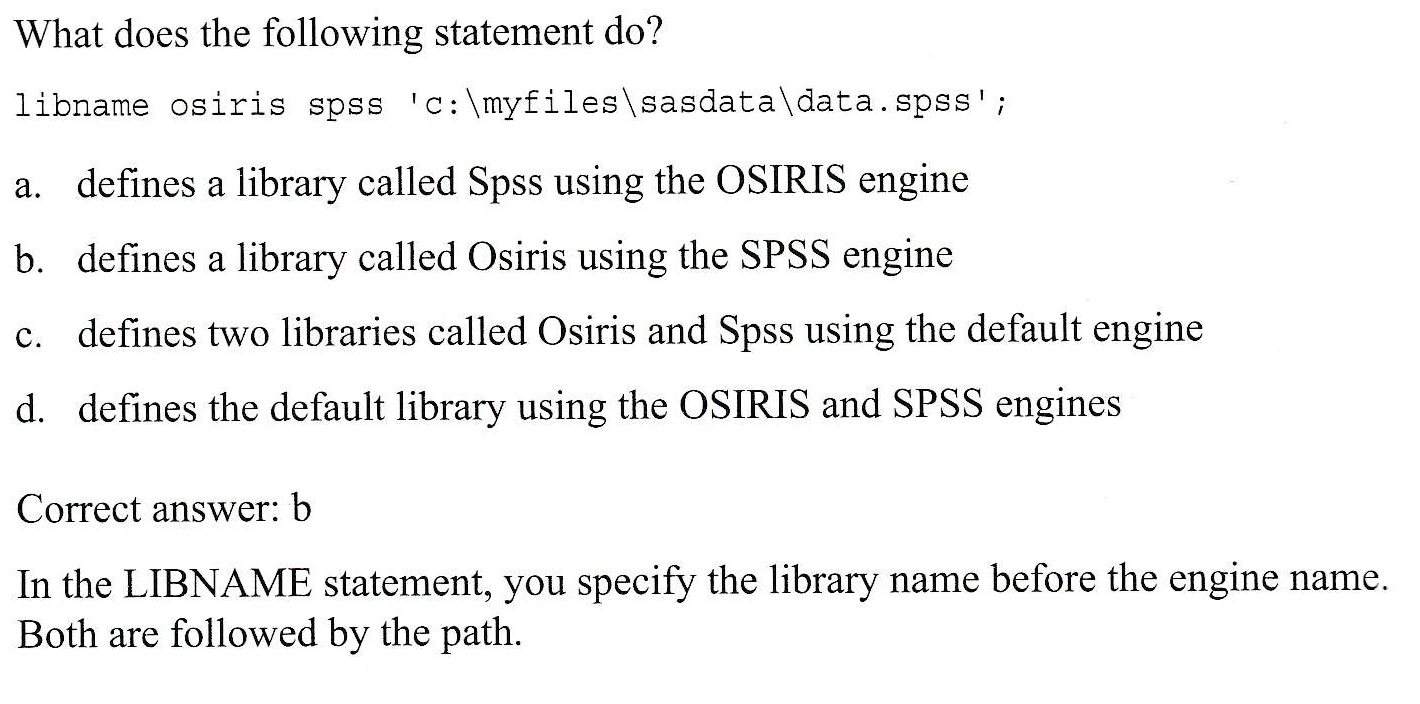 What does the following statement do?
libname osiris spss 'c:\myfiles\sasdata\data.spss';
a. defines a library called Spss using the OSIRIS engine
b. defines a library called Osiris using the SPSS engine
c. defines two libraries called Osiris and Spss using the default engine
d. defines the default library using the OSIRIS and SPSS engines
Correct answer: b
In the LIBNAME statement, you specify the library name before the engine name.
Both are followed by the path.